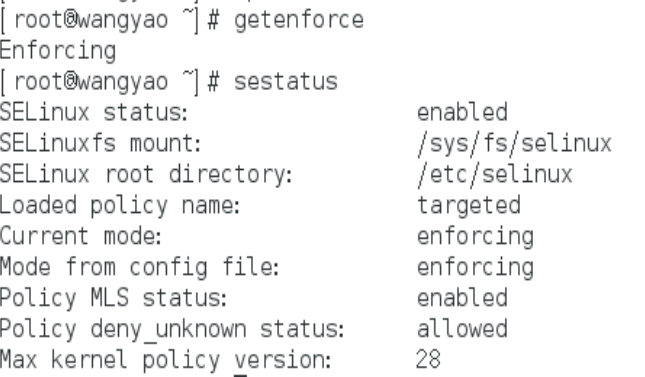 [root@wangyao ~]# getenforce
Enforcing
[root@wangyao ~]# sestatus
SELinux status:                 enabled
SELinuxfs mount:                /sys/fs/selinux
SELinux root directory:         /etc/selinux
Loaded policy name:             targeted
Current mode:                   enforcing
Mode from config file:          enforcing
Policy MLS status:              enabled
Policy deny_unknown status:     allowed
Max kernel policy version:      28